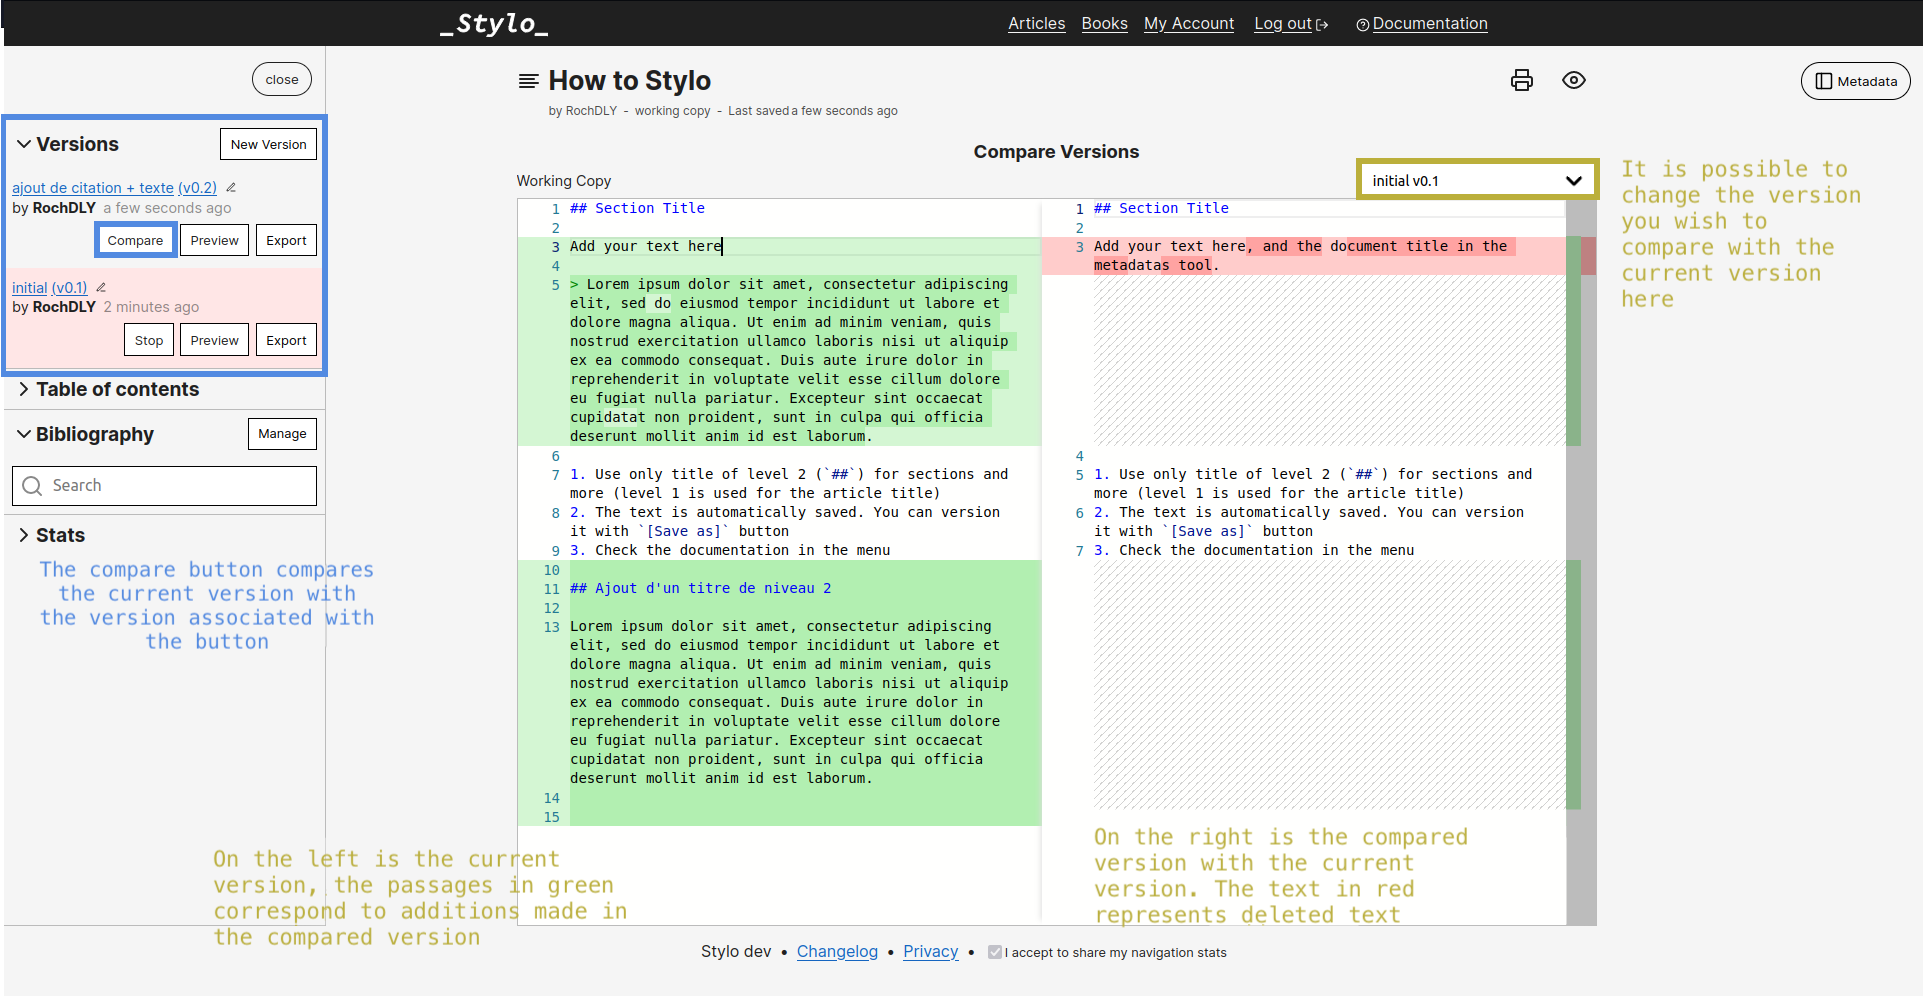 _Stylo_
Articles Books My Account Log out Documentation
close
Versions New Version
ajout de citation + texte (v0.2)
by RochDLY a few seconds ago
Compare Preview Export
initial (v0.1)
by RochDLY 2 minutes ago
Stop Preview Export
Table of contents
Bibliography Manage
Search
Stats
The compare button compares
the current version with
the version associated with
the button
How to Stylo
by RochDLY - working copy - Last saved a few seconds ago
Metadata
Compare Versions
Working Copy
initial v0.1
It is possible to
change the version
you wish to
compare with the
current version
here
1 ## Section Title
2
3 Add your text here
4
5 > Lorem ipsum dolor sit amet, consectetur adipiscing
elit, sed do eiusmod tempor incididunt ut labore et
dolore magna aliqua. Ut enim ad minim veniam, quis
nostrud exercitation ullamco laboris nisi ut aliquip
ex ea commodo consequat. Duis aute irure dolor in
reprehenderit in voluptate velit esse cillum dolore
eu fugiat nulla pariatur. Excepteur sint occaecat
cupidatat non proident, sunt in culpa qui officia
deserunt mollit anim id est laborum.
6
7 1. Use only title of level 2 (`##`) for sections and
more (level 1 is used for the article title)
8 2. The text is automatically saved. You can version
it with `[Save as]` button
9 3. Check the documentation in the menu
10
11 ## Ajout d'un titre de niveau 2
12
13 Lorem ipsum dolor sit amet, consectetur adipiscing
elit, sed do eiusmod tempor incididunt ut labore et
dolore magna aliqua. Ut enim ad minim veniam, quis
nostrud exercitation ullamco laboris nisi ut aliquip
ex ea commodo consequat. Duis aute irure dolor in
reprehenderit in voluptate velit esse cillum dolore
eu fugiat nulla pariatur. Excepteur sint occaecat
cupidatat non proident, sunt in culpa qui officia
deserunt mollit anim id est laborum.
14
15
1 ## Section Title
2
3 Add your text here, and the document title in the
metadatas tool.
4
5 1. Use only title of level 2 (`##`) for sections and
more (level 1 is used for the article title)
6 2. The text is automatically saved. You can version
it with `[Save as]` button
7 3. Check the documentation in the menu
On the left is the current
version, the passages in green
correspond to additions made in
the compared version
On the right is the compared
version with the current
version. The text in red
represents deleted text
Stylo dev • Changelog • Privacy • I accept to share my navigation stats